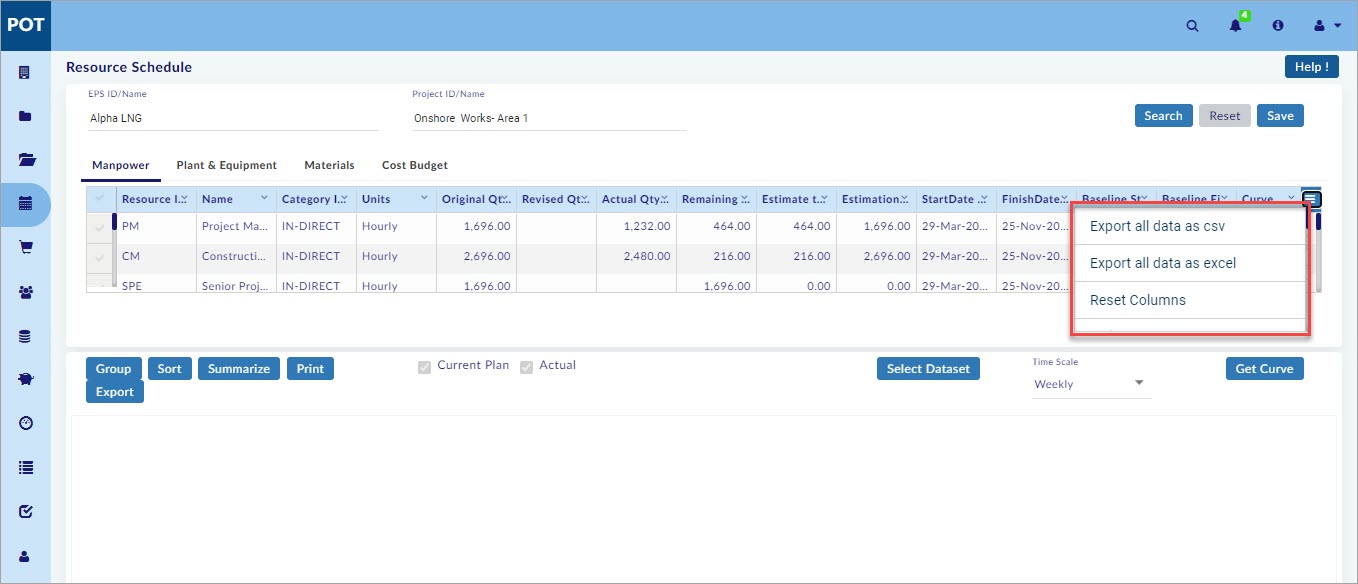 POT
4
Resource Schedule
Help !
EPS ID/Name
Project ID/Name
Alpha LNG
Onshore Works- Area 1
Search
Reset
Save
Manpower
Plant & Equipment
Materials
Cost Budget
Resource I...
Name
Category I...
Units
Original Qt...
Revised Qt...
Actual Qty...
Remaining ...
Estimate t...
Estimation...
StartDate ...
FinishDate...
Baseline St
Baseline Fi
Curve
PM
Project Ma...
IN-DIRECT
Hourly
1,696.00
1,232.00
464.00
464.00
1,696.00
29-Mar-20...
25-Nov-20...
CM
Constructi...
IN-DIRECT
Hourly
2,696.00
2,480.00
216.00
216.00
2,696.00
29-Mar-20...
25-Nov-20...
SPE
Senior Proj...
IN-DIRECT
Hourly
1,696.00
1,696.00
0.00
0.00
29-Mar-20...
25-Nov-20...
Export all data as csv
Export all data as excel
Reset Columns
Group
Sort
Summarize
Print
Export
Current Plan
Actual
Select Dataset
Time Scale
Weekly
Get Curve